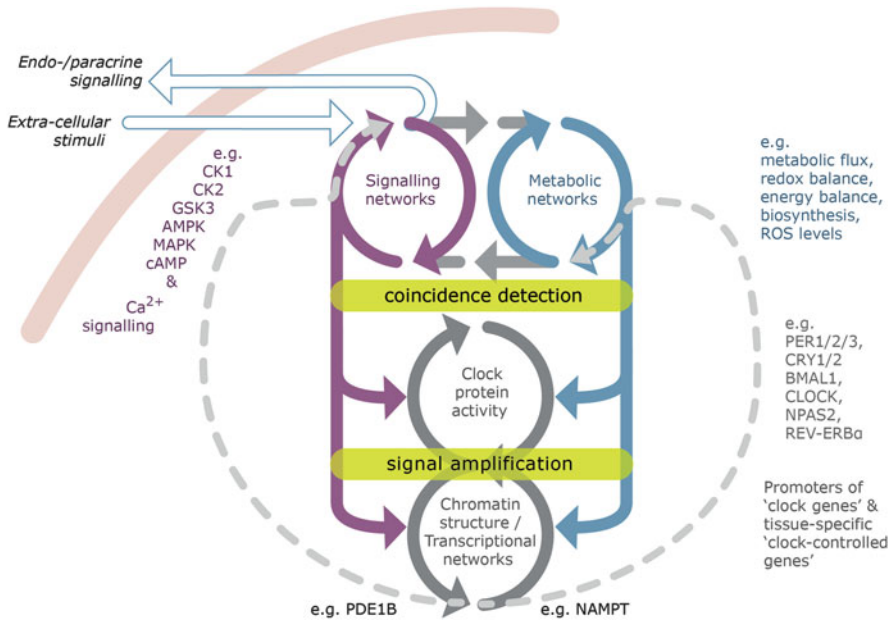 Endo-/paracrine
signalling
Extra-cellular
stimuli
e.g.
CK1
CK2
GSK3
AMPK
MAPK
cAMP
&
Ca²⁺
signalling
Signalling
networks
Metabolic
networks
e.g.
metabolic flux,
redox balance,
energy balance,
biosynthesis,
ROS levels
coincidence detection
Clock
protein
activity
e.g.
PER1/2/3,
CRY1/2
BMAL1,
CLOCK,
NPAS2,
REV-ERBα
signal amplification
Chromatin
structure /
Transcriptional
networks
Promoters of
‘clock genes’ &
tissue-specific
‘clock-controlled
genes’
e.g. PDE1B
e.g. NAMPT